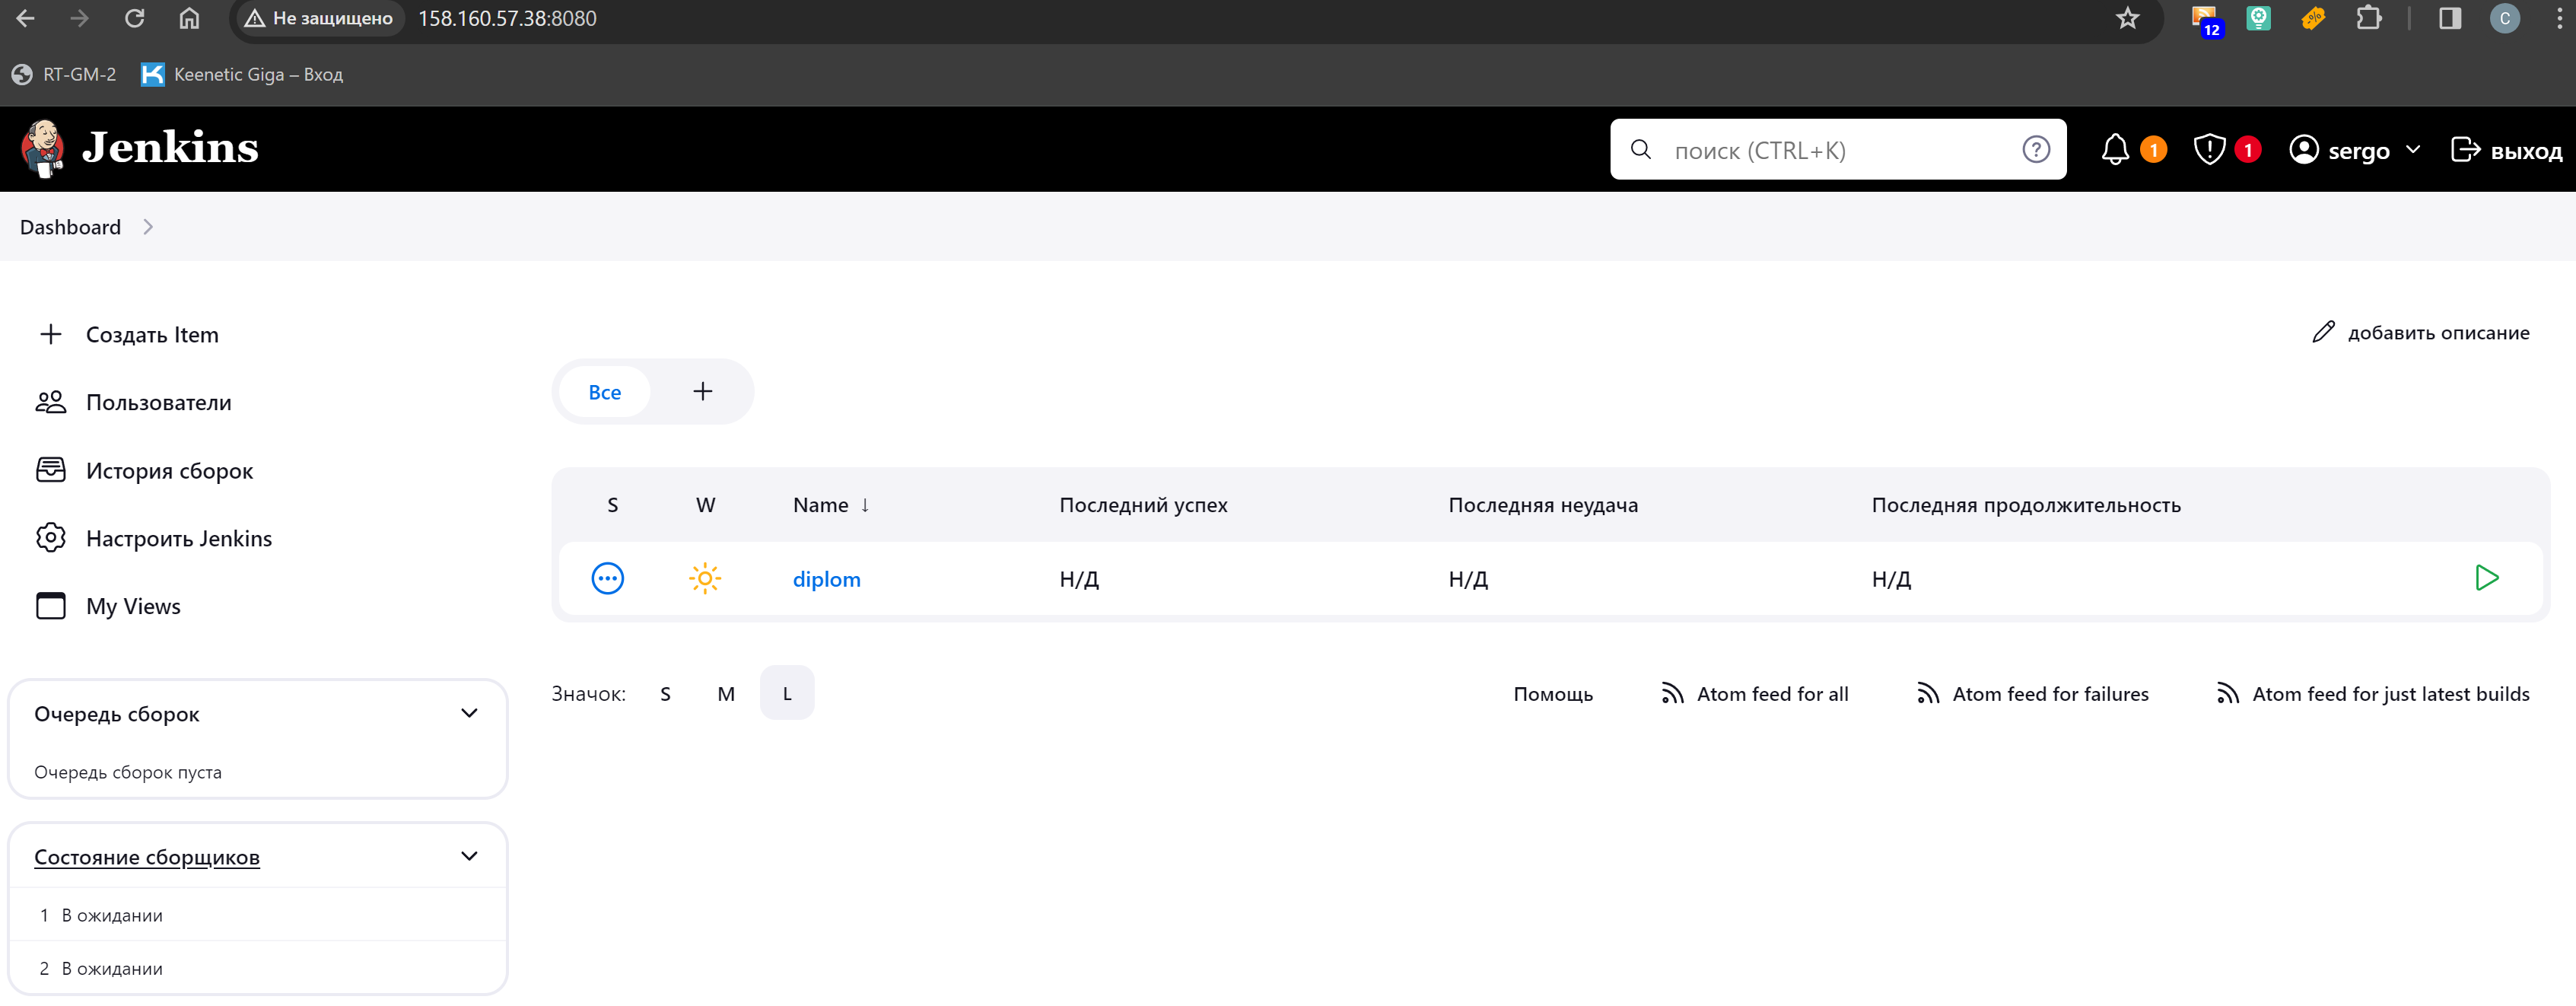 Не защищено 158.160.57.38:8080
12
C
RT-GM-2 Keenetic Giga – Вход
Jenkins
поиск (CTRL+K) ?
1
1
sergo
выход
Dashboard
Создать Item
добавить описание
Все +
Пользователи
История сборок
Настроить Jenkins
My Views
S W Name ↓ Последний успех Последняя неудача Последняя продолжительность
diplom Н/Д Н/Д Н/Д
Значок: S M L
Помощь Atom feed for all Atom feed for failures Atom feed for just latest builds
Очередь сборок
Очередь сборок пуста
Состояние сборщиков
1 В ожидании
2 В ожидании